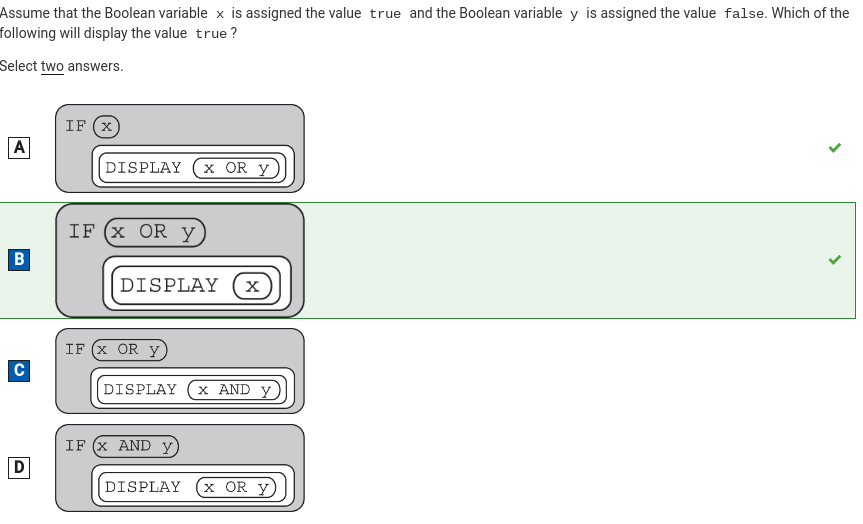 Assume that the Boolean variable x is assigned the value true and the Boolean variable y is assigned the value false. Which of the
following will display the value true?
Select two answers.
A
IF x
DISPLAY x OR y
B
IF x OR y
DISPLAY x
C
IF x OR y
DISPLAY x AND y
D
IF x AND y
DISPLAY x OR y